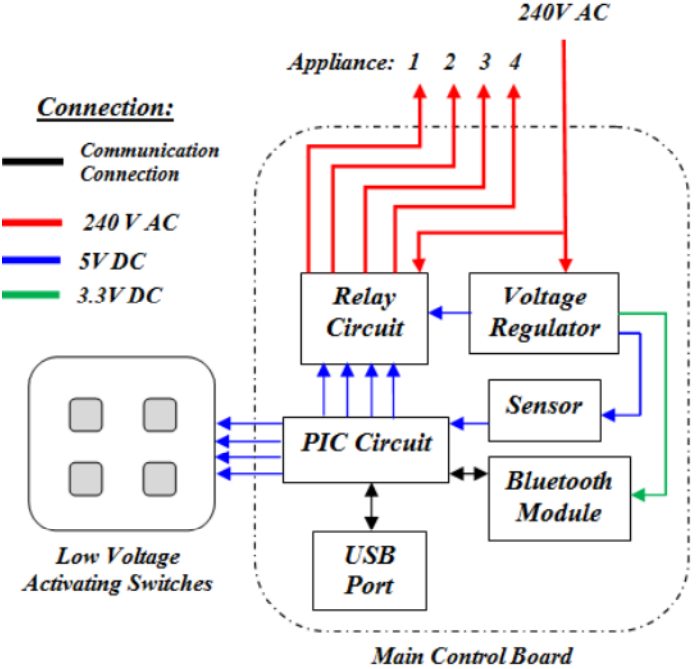 240V AC
Appliance: 1 2 3 4
Connection:
Communication
Connection
240 V AC
5V DC
3.3V DC
Relay
Circuit
Voltage
Regulator
Sensor
PIC Circuit
Bluetooth
Module
USB
Port
Low Voltage
Activating Switches
Main Control Board